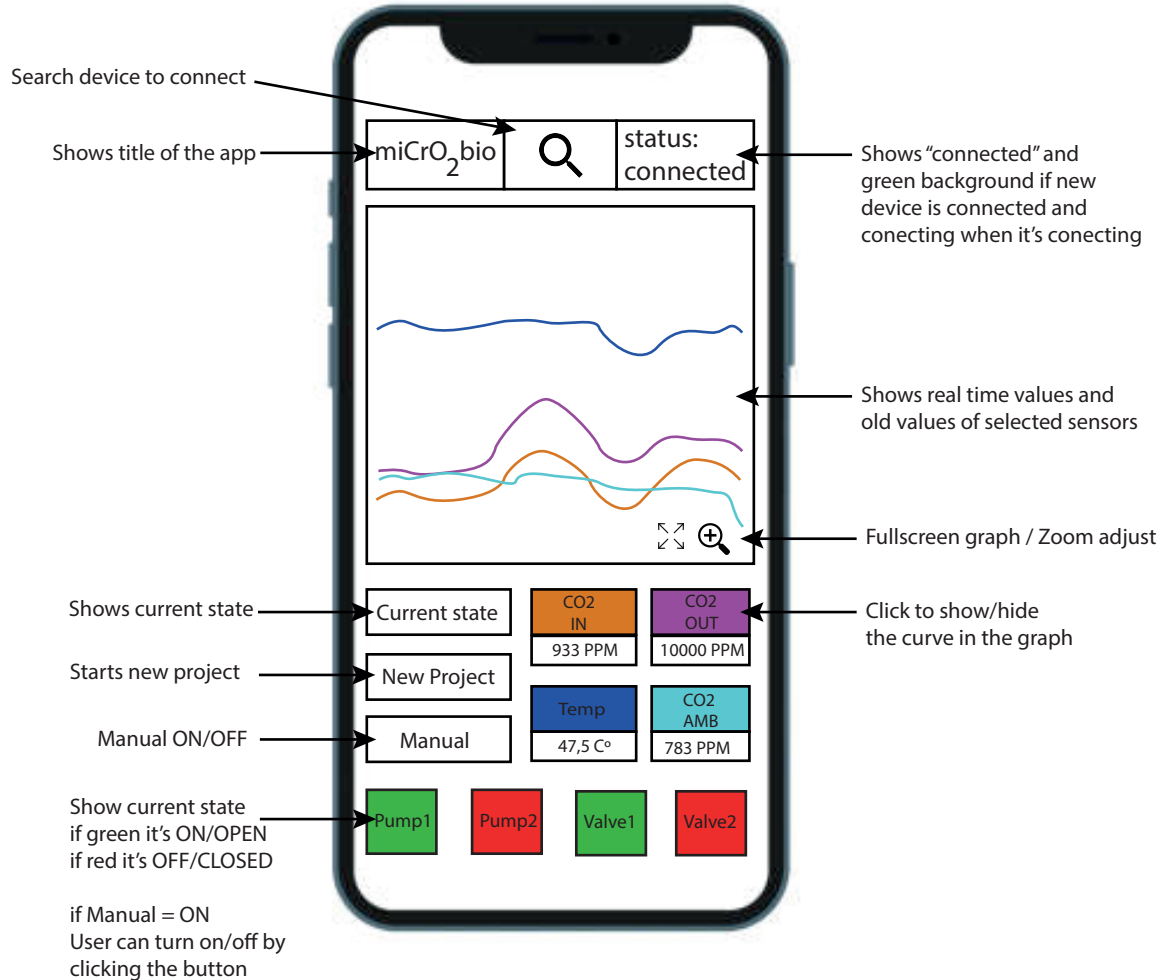 Search device to connect
Shows title of the app
miCrO2bio
status:
connected
Shows “connected” and
green background if new
device is connected and
conecting when it's conecting
Shows real time values and
old values of selected sensors
Fullscreen graph / Zoom adjust
Shows current state
Current state
CO2
IN
933 PPM
CO2
OUT
10000 PPM
Click to show/hide
the curve in the graph
Starts new project
New Project
Manual ON/OFF
Manual
Temp
47,5 Cº
CO2
AMB
783 PPM
Show current state
if green it's ON/OPEN
if red it's OFF/CLOSED
Pump1
Pump2
Valve1
Valve2
if Manual = ON
User can turn on/off by
clicking the button